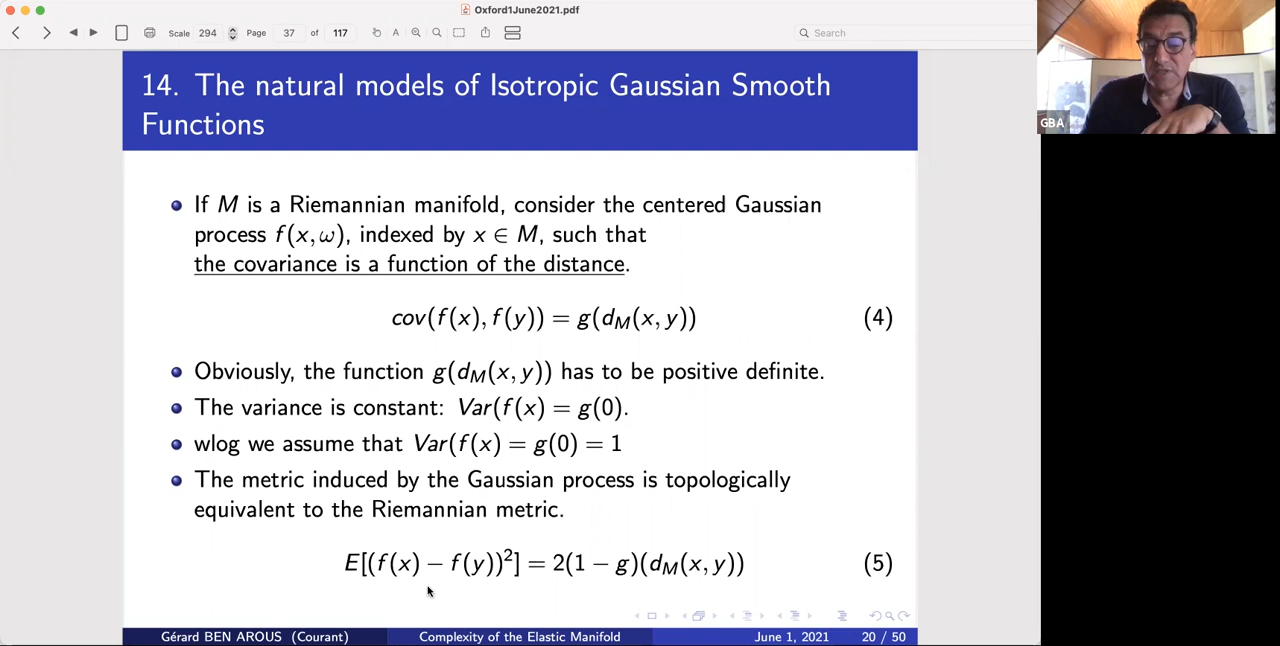 Oxford1June2021.pdf
Scale 294 Page 37 of 117 Search
14. The natural models of Isotropic Gaussian Smooth
Functions
GBA
• If M is a Riemannian manifold, consider the centered Gaussian
process f(x, ω), indexed by x ∈ M, such that
the covariance is a function of the distance.
cov(f(x), f(y)) = g(d_M(x, y)) (4)
• Obviously, the function g(d_M(x, y)) has to be positive definite.
• The variance is constant: Var(f(x) = g(0).
• wlog we assume that Var(f(x) = g(0) = 1
• The metric induced by the Gaussian process is topologically
equivalent to the Riemannian metric.
E[(f(x) − f(y))²] = 2(1 − g)(d_M(x, y)) (5)
Gérard BEN AROUS (Courant) Complexity of the Elastic Manifold June 1, 2021 20 / 50